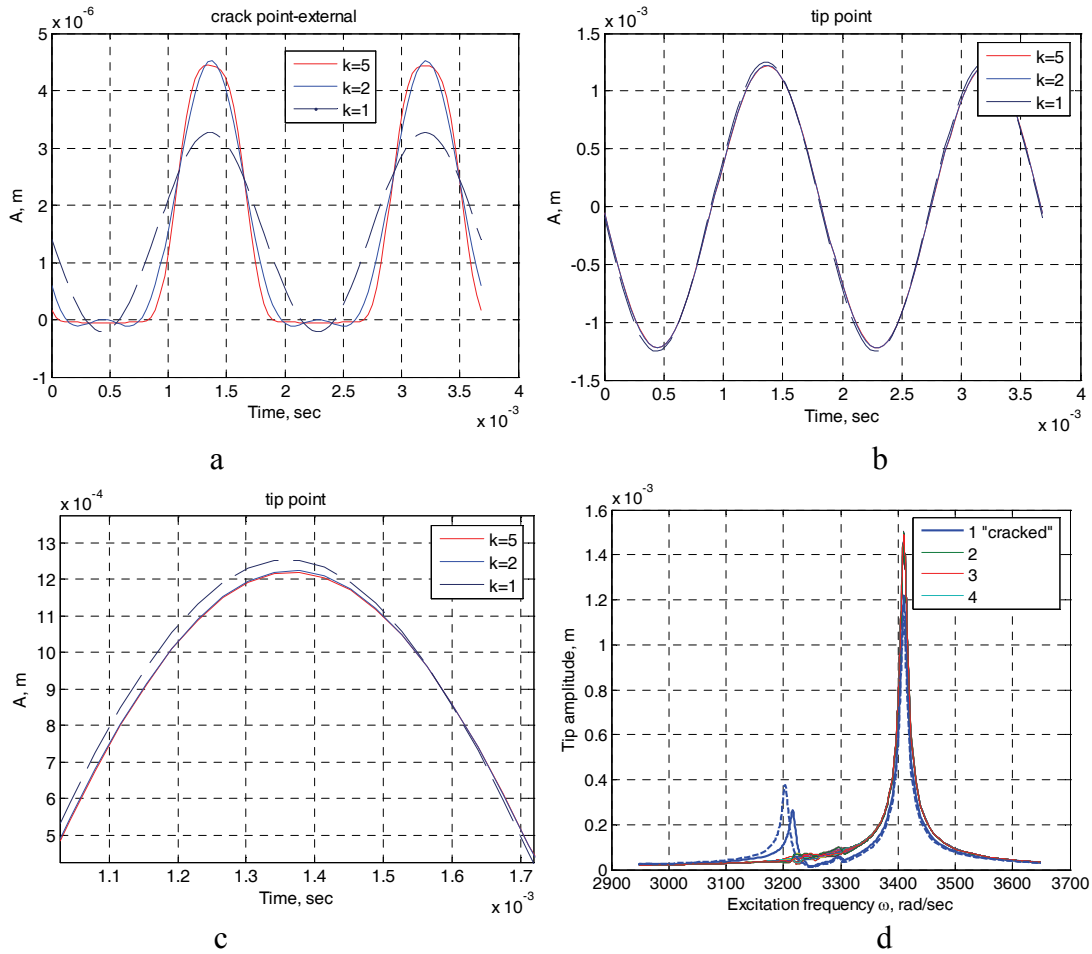 x 10-6
crack point-external
5
4
3
2
1
0
-1
A, m
k=5
k=2
k=1
0 0.5 1 1.5 2 2.5 3 3.5 4
Time, sec
x 10-3
a
x 10-3
tip point
1.5
1
0.5
0
-0.5
-1
-1.5
A, m
k=5
k=2
k=1
0 0.5 1 1.5 2 2.5 3 3.5 4
Time, sec
x 10-3
b
x 10-4
tip point
13
12
11
10
9
8
7
6
5
A, m
k=5
k=2
k=1
1.1 1.2 1.3 1.4 1.5 1.6 1.7
Time, sec
x 10-3
c
x 10-3
1.6
1.4
1.2
1
0.8
0.6
0.4
0.2
0
Tip amplitude, m
1 "cracked"
2
3
4
2900 3000 3100 3200 3300 3400 3500 3600 3700
Excitation frequency ω, rad/sec
d